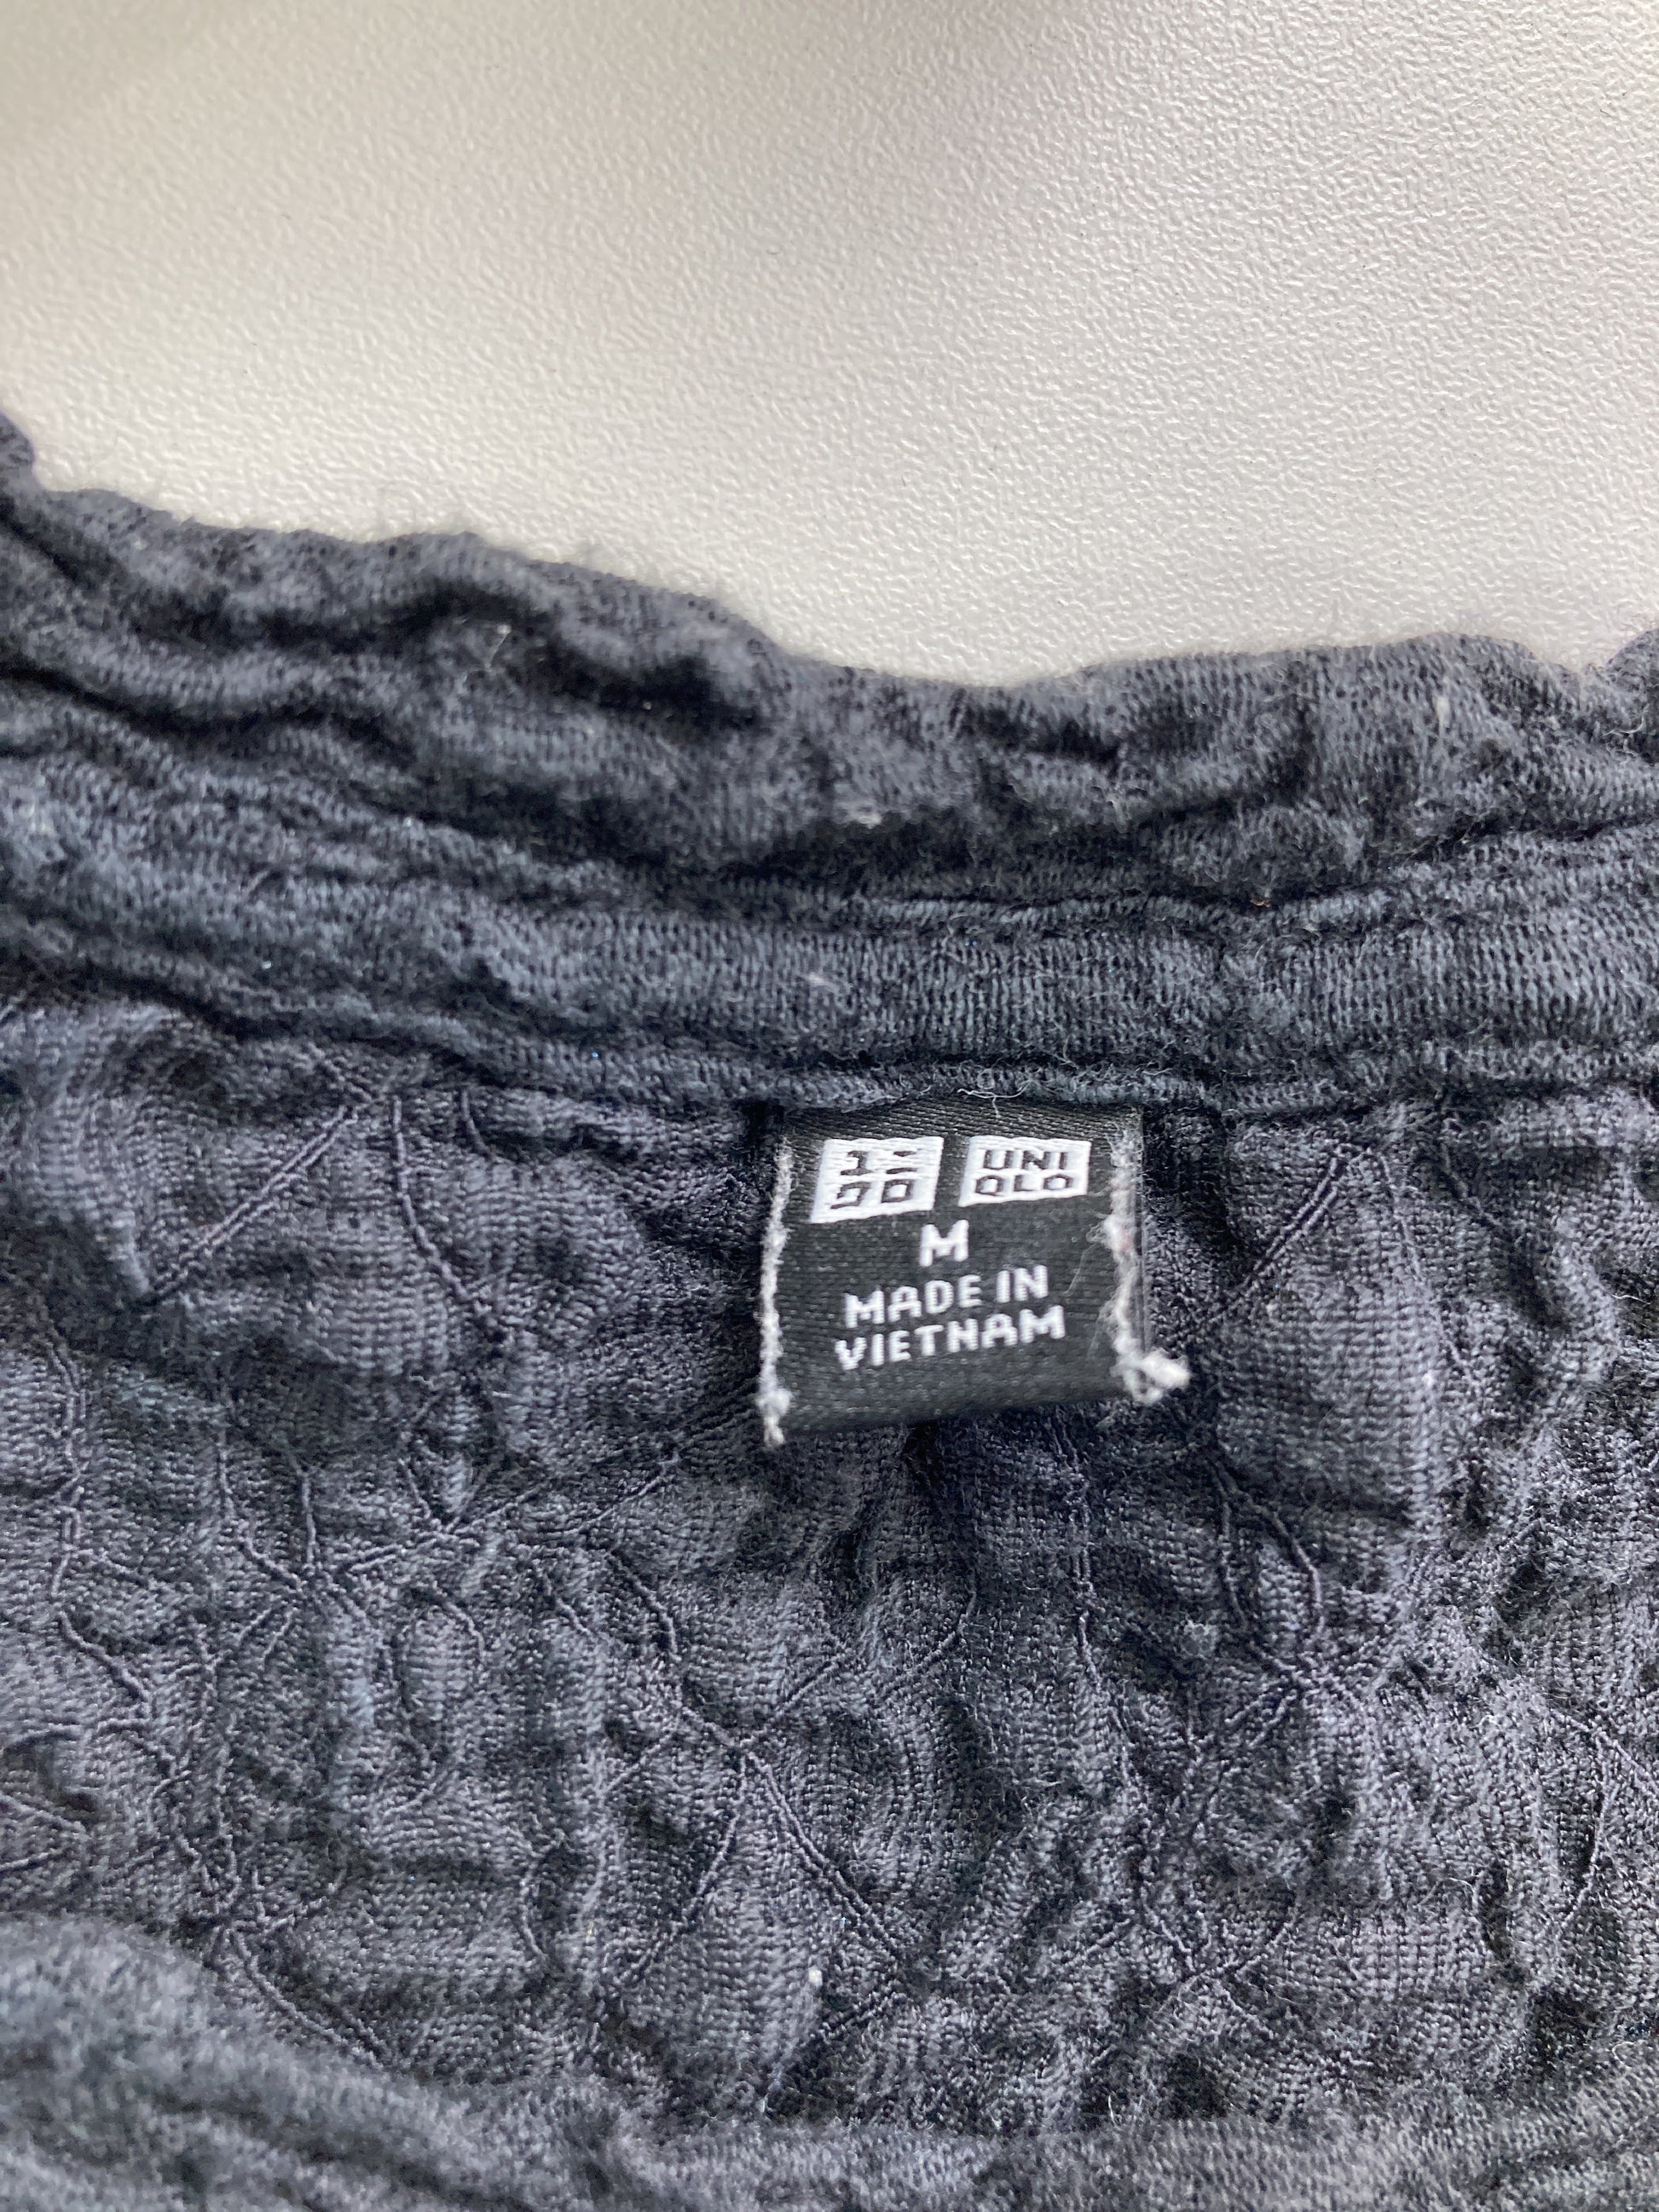 ユニ UNI
クロ QLO
M
MADE IN
VIETNAM